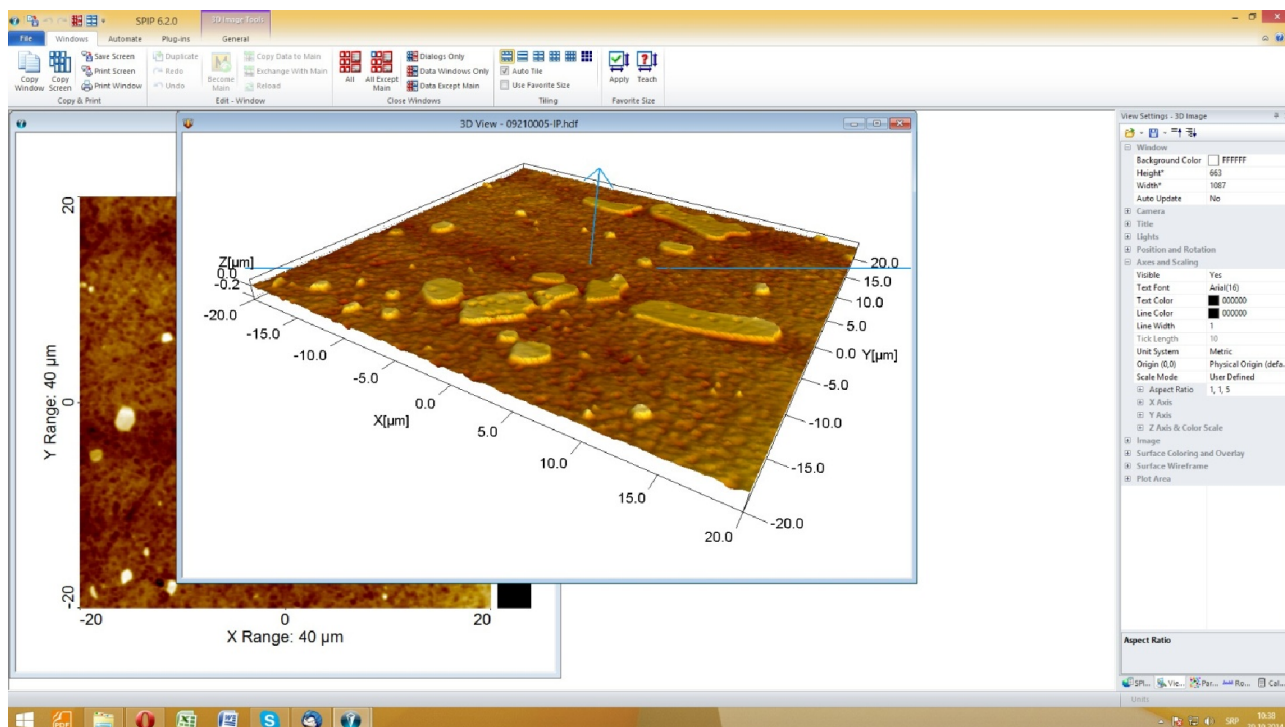 SPIP 6.2.0
3D Image Tools
File Windows Automate Plug-ins General
Copy Window
Copy Screen
Save Screen
Print Screen
Print Window
Copy & Print
Duplicate
Redo
Undo
Become Main
Copy Data to Main
Exchange With Main
Reload
Edit - Window
All
All Except Main
Dialogs Only
Data Windows Only
Data Except Main
Close Windows
Auto Tile
Use Favorite Size
Tiling
Apply
Teach
Favorite Size
3D View - 09210005-IP.hdf
Z[µm]
0.0
-0.2
-20.0
-15.0
-10.0
-5.0
0.0
5.0
10.0
15.0
20.0
X[µm]
20.0
15.0
10.0
5.0
0.0
-5.0
-10.0
-15.0
-20.0
Y[µm]
20
0
-20
Y Range: 40 µm
-20 0 20
X Range: 40 µm
View Settings - 3D Image
Window
Background Color FFFFFF
Height* 663
Width* 1087
Auto Update No
Camera
Title
Lights
Position and Rotation
Axes and Scaling
Visible Yes
Text Font Arial(16)
Text Color 000000
Line Color 000000
Line Width 1
Tick Length 10
Unit System Metric
Origin (0,0) Physical Origin (defa.
Scale Mode User Defined
Aspect Ratio 1, 1, 5
X Axis
Y Axis
Z Axis & Color Scale
Image
Surface Coloring and Overlay
Surface Wireframe
Plot Area
Aspect Ratio
SPI... Vie... Par... Ro... Cal...
Units
PDF
SRP
10:38